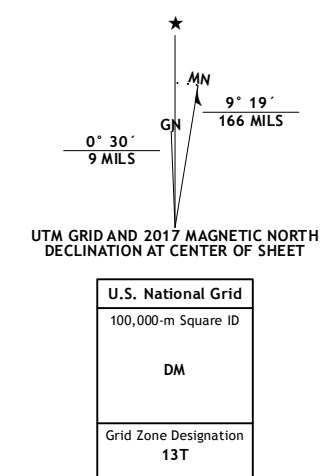 ★
MN
9° 19´
166 MILS
GN
0° 30´
9 MILS
UTM GRID AND 2017 MAGNETIC NORTH
DECLINATION AT CENTER OF SHEET
U.S. National Grid
100,000-m Square ID
DM
Grid Zone Designation
13T